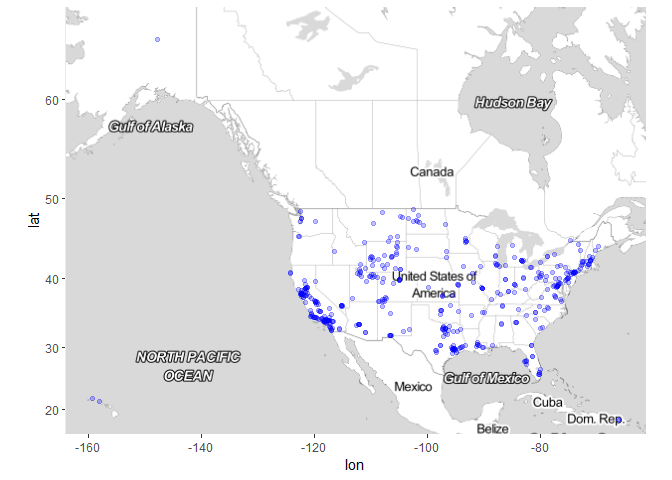 60
50
40
30
20
lat
Gulf of Alaska
Hudson Bay
Canada
United States of
America
NORTH PACIFIC
OCEAN
Mexico
Gulf of Mexico
Cuba
Dom. Rep.
Belize
-160
-140
-120
-100
-80
lon